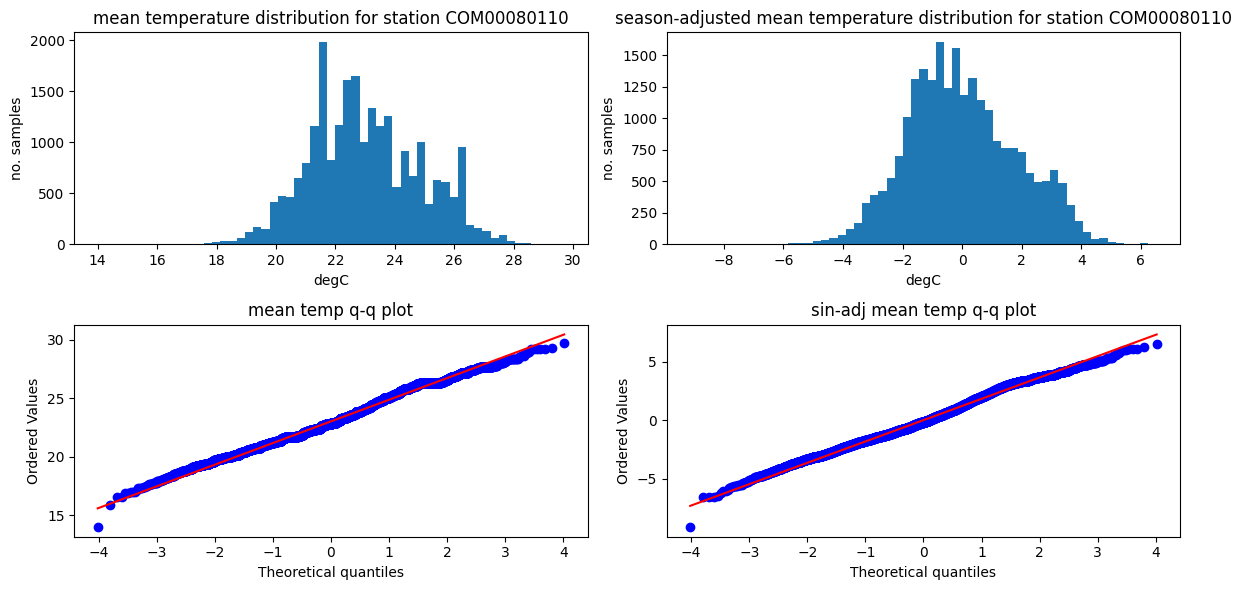 mean temperature distribution for station COM00080110
2000
1500
1000
500
0
no. samples
14 16 18 20 22 24 26 28 30
degC
season-adjusted mean temperature distribution for station COM00080110
1500
1250
1000
750
500
250
0
no. samples
−8 −6 −4 −2 0 2 4 6
degC
mean temp q-q plot
30
25
20
15
Ordered Values
−4 −3 −2 −1 0 1 2 3 4
Theoretical quantiles
sin-adj mean temp q-q plot
5
0
−5
Ordered Values
−4 −3 −2 −1 0 1 2 3 4
Theoretical quantiles